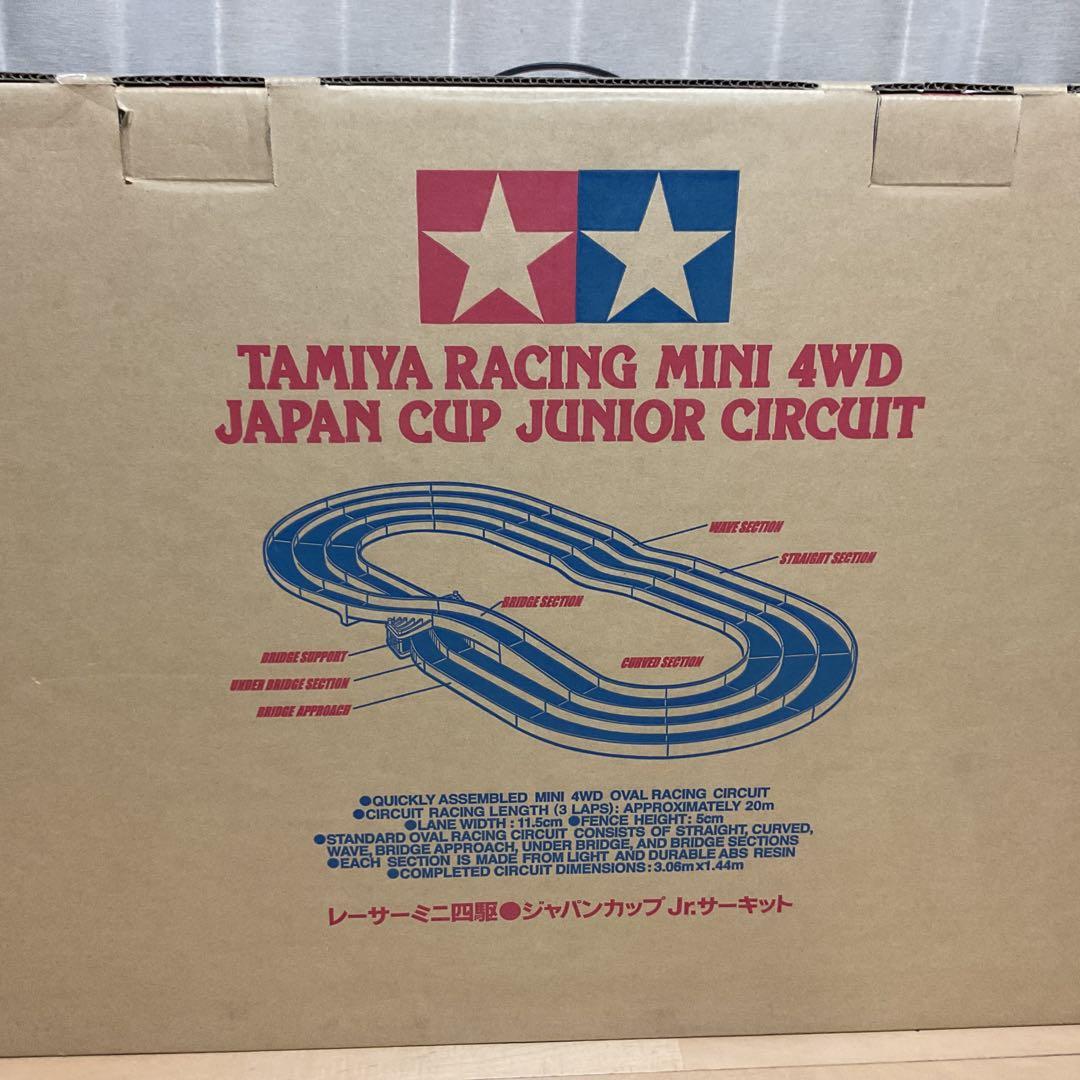 TAMIYA RACING MINI 4WD
JAPAN CUP JUNIOR CIRCUIT
WAVE SECTION
STRAIGHT SECTION
BRIDGE SECTION
BRIDGE SUPPORT
CURVED SECTION
UNDER BRIDGE SECTION
BRIDGE APPROACH
●QUICKLY ASSEMBLED MINI 4WD OVAL RACING CIRCUIT
●CIRCUIT RACING LENGTH (3 LAPS): APPROXIMATELY 20m
●LANE WIDTH : 11.5cm ●FENCE HEIGHT: 5cm
●STANDARD OVAL RACING CIRCUIT CONSISTS OF STRAIGHT, CURVED,
WAVE, BRIDGE APPROACH, UNDER BRIDGE, AND BRIDGE SECTIONS
●EACH SECTION IS MADE FROM LIGHT AND DURABLE ABS RESIN
●COMPLETED CIRCUIT DIMENSIONS: 3.06m x 1.44m
レーサーミニ四駆●ジャパンカップ Jr.サーキット